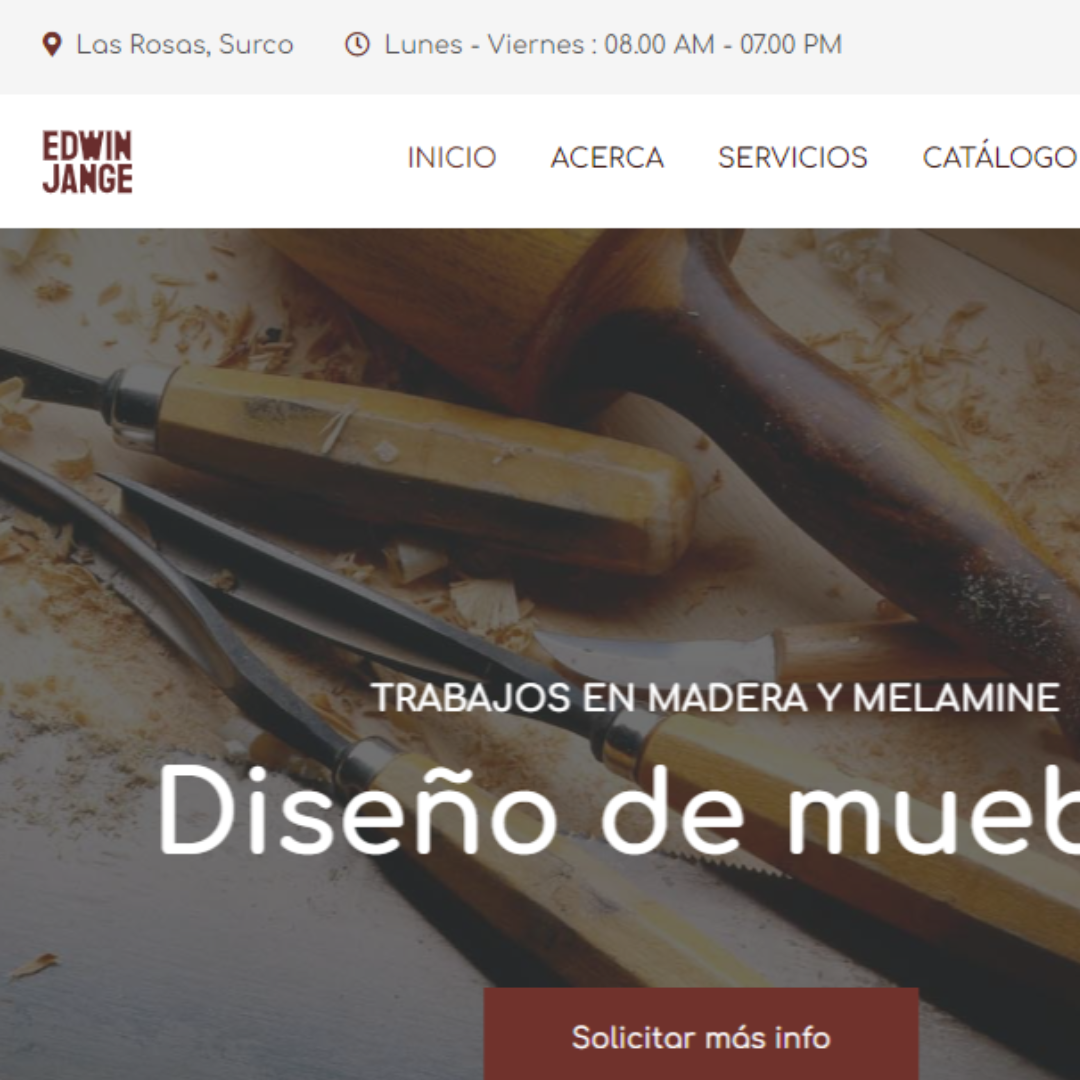 Las Rosas, Surco Lunes - Viernes : 08.00 AM - 07.00 PM
EDWIN
JANGE
INICIO ACERCA SERVICIOS CATÁLOGO
TRABAJOS EN MADERA Y MELAMINE
Diseño de mueb
Solicitar más info